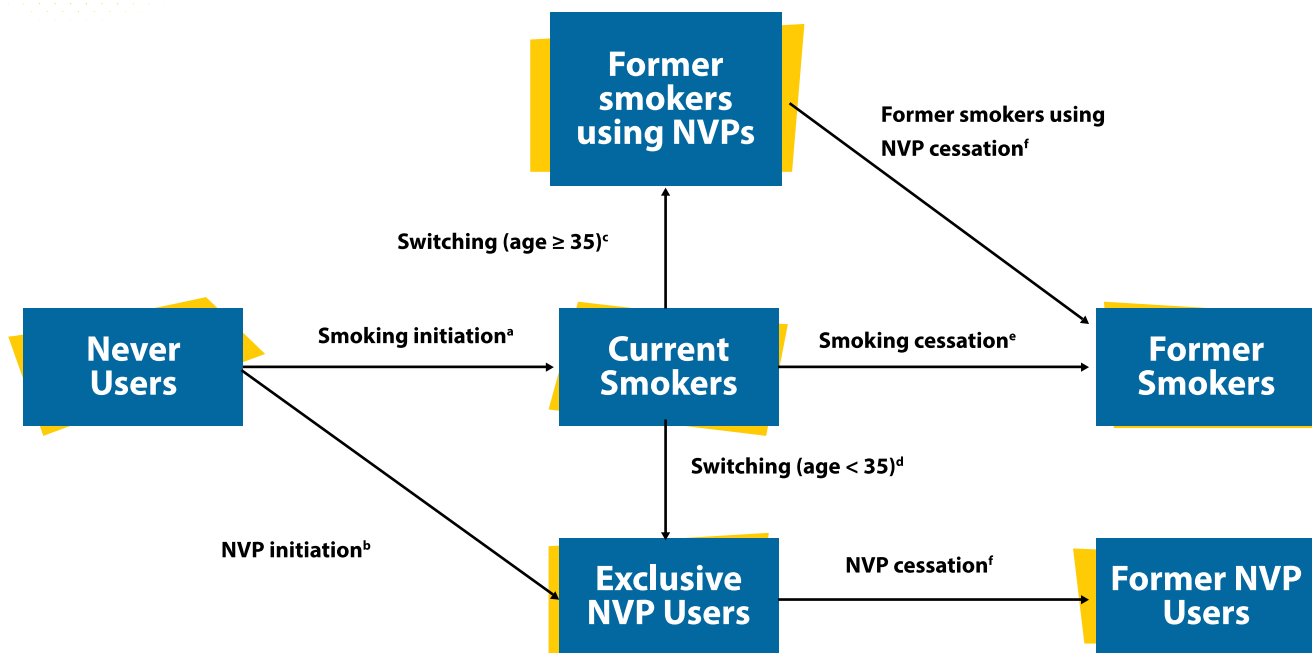 Former
smokers
using NVPs
Former smokers using
NVP cessationᶠ
Switching (age ≥ 35)ᶜ
Never
Users
Smoking initiationᵃ
Current
Smokers
Smoking cessationᵉ
Former
Smokers
Switching (age < 35)ᵈ
NVP initiationᵇ
Exclusive
NVP Users
NVP cessationᶠ
Former NVP
Users